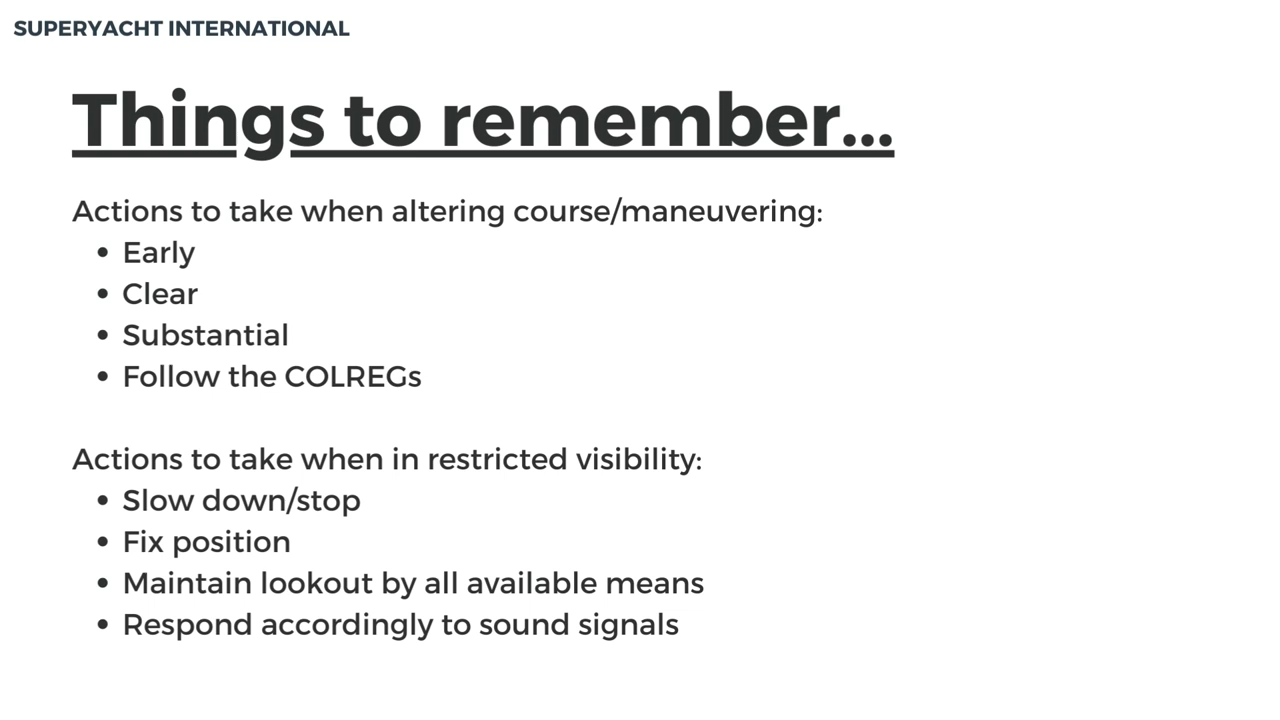 SUPERYACHT INTERNATIONAL
Things to remember...
Actions to take when altering course/maneuvering:
• Early
• Clear
• Substantial
• Follow the COLREGs
Actions to take when in restricted visibility:
• Slow down/stop
• Fix position
• Maintain lookout by all available means
• Respond accordingly to sound signals